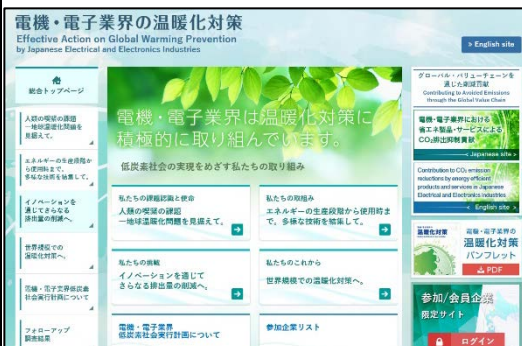 電機・電子業界の温暖化対策
Effective Action on Global Warming Prevention
by Japanese Electrical and Electronics Industries
> English site
総合トップページ
人類の喫緊の課題
―地球温暖化問題を
見据えて。
エネルギーの生産段階か
ら使用時まで、
多様な技術を結集して。
イノベーションを
通じてさらなる
排出量の削減へ。
世界規模での
温暖化対策へ。
電機・電子業界低炭素
社会実行計画について
フォローアップ
調査結果
電機・電子業界は温暖化対策に
積極的に取り組んでいます。
低炭素社会の実現をめざす私たちの取り組み
私たちの課題認識と使命
人類の喫緊の課題
―地球温暖化問題を見据えて。
私たちの取組み
エネルギーの生産段階から使用時ま
で、多様な技術を結集して。
私たちの挑戦
イノベーションを通じて
さらなる排出量の削減へ。
私たちのこれから
世界規模での温暖化対策へ。
電機・電子業界
低炭素社会実行計画について
参加企業リスト
グローバル・バリューチェーンを
通じた削減貢献
Contributing to Avoided Emissions
through the Global Value Chain
電機・電子業界における
省エネ製品・サービスによる
CO₂排出抑制貢献
Japanese site >
Contribution to CO₂ emission
reductions by energy efficient
products and services in Japanese
Electrical and Electronics industries
English site >
温暖化対策
電機・電子業界の
温暖化対策
パンフレット
PDF
参加/会員企業
限定サイト
ログイン